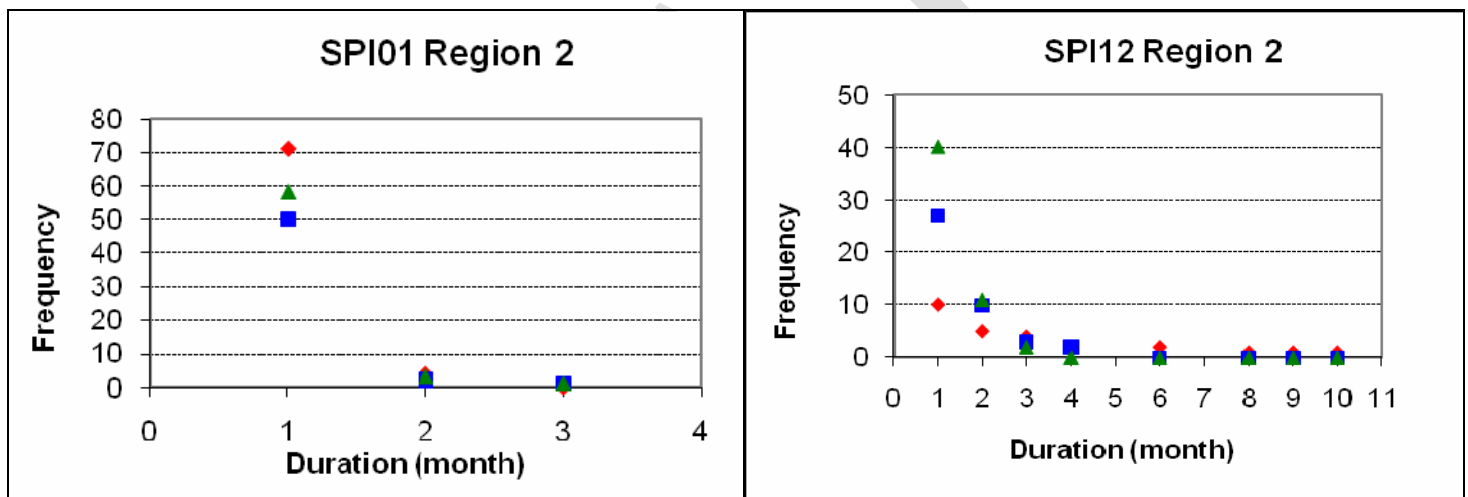 SPI01 Region 2
80
70
60
50
40
30
20
10
0
0 1 2 3 4
Frequency
Duration (month)
SPI12 Region 2
50
40
30
20
10
0
0 1 2 3 4 5 6 7 8 9 10 11
Frequency
Duration (month)